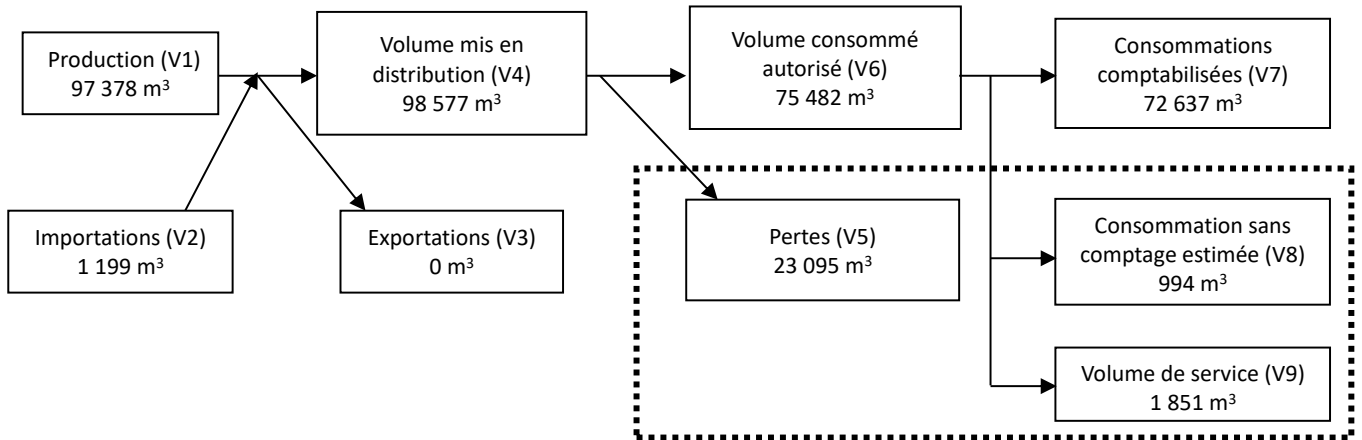 Production (V1)
97 378 m³
Volume mis en
distribution (V4)
98 577 m³
Volume consommé
autorisé (V6)
75 482 m³
Consommations
comptabilisées (V7)
72 637 m³
Importations (V2)
1 199 m³
Exportations (V3)
0 m³
Pertes (V5)
23 095 m³
Consommation sans
comptage estimée (V8)
994 m³
Volume de service (V9)
1 851 m³